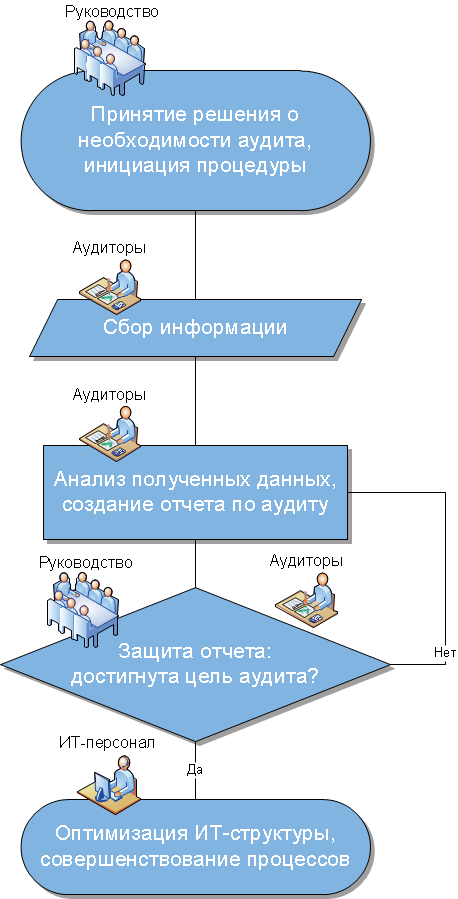 Руководство
Принятие решения о
необходимости аудита,
инициация процедуры
Аудиторы
Сбор информации
Аудиторы
Анализ полученных данных,
создание отчета по аудиту
Руководство
Аудиторы
Защита отчета:
достигнута цель аудита?
Нет
ИТ-персонал
Да
Оптимизация ИТ-структуры,
совершенствование процессов